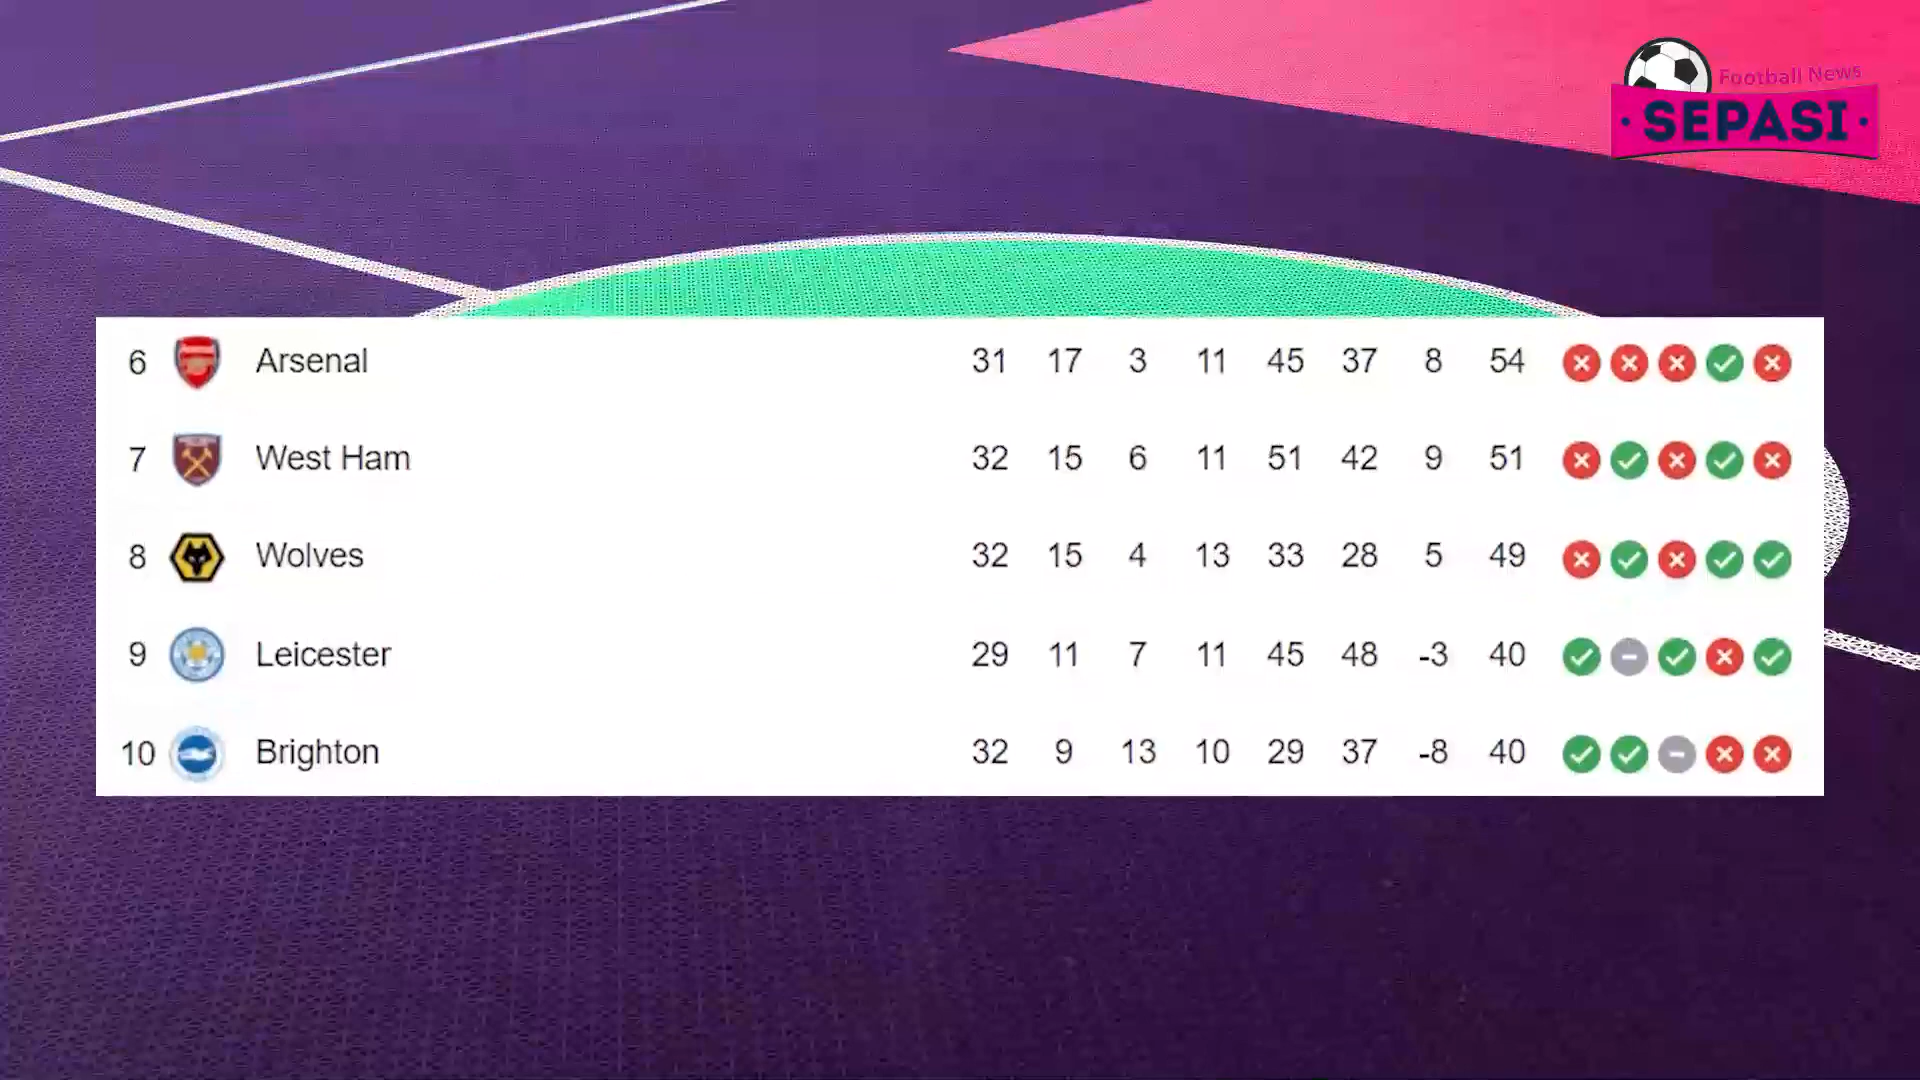 Football News
SEPASI
6 Arsenal 31 17 3 11 45 37 8 54
7 West Ham 32 15 6 11 51 42 9 51
8 Wolves 32 15 4 13 33 28 5 49
9 Leicester 29 11 7 11 45 48 -3 40
10 Brighton 32 9 13 10 29 37 -8 40